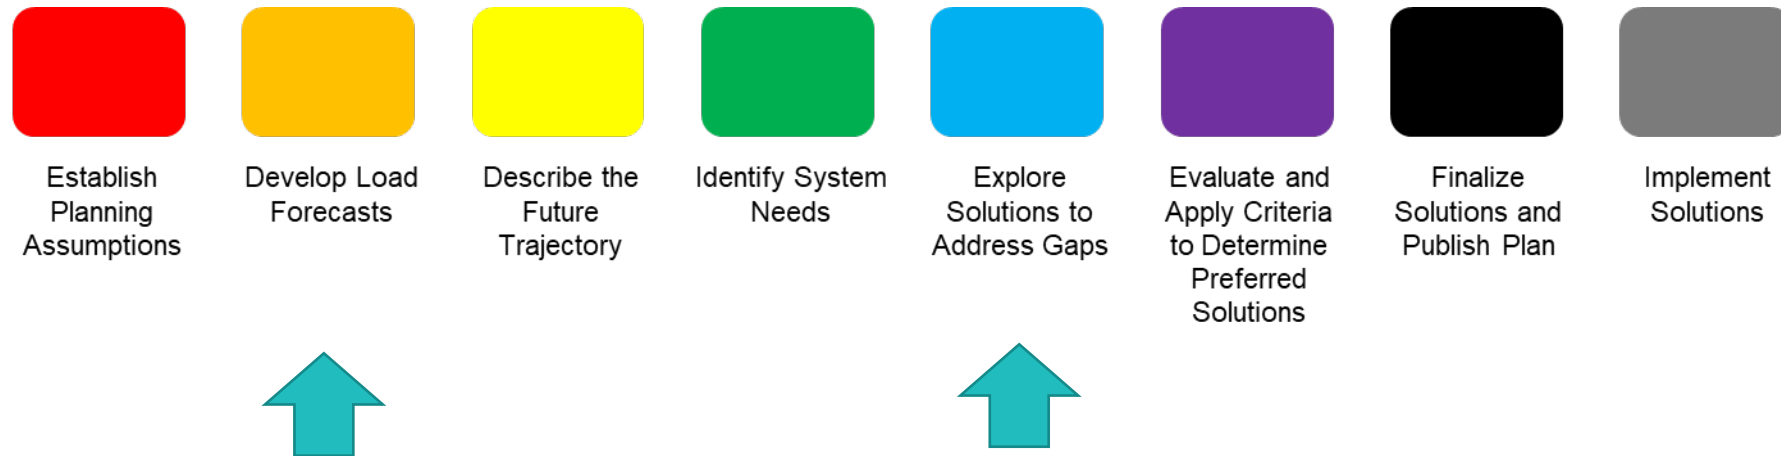 Establish
Planning
Assumptions
Develop Load
Forecasts
Describe the
Future
Trajectory
Identify System
Needs
Explore
Solutions to
Address Gaps
Evaluate and
Apply Criteria
to Determine
Preferred
Solutions
Finalize
Solutions and
Publish Plan
Implement
Solutions